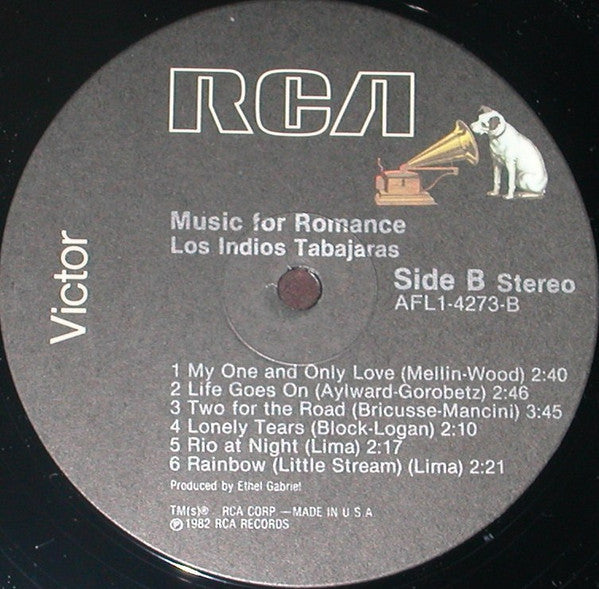 RCA
Victor
Music for Romance
Los Indios Tabajaras
Side B Stereo
AFL1-4273-B
1 My One and Only Love (Mellin-Wood) 2:40
2 Life Goes On (Aylward-Gorobetz) 2:46
3 Two for the Road (Bricusse-Mancini) 3:45
4 Lonely Tears (Block-Logan) 2:10
5 Rio at Night (Lima) 2:17
6 Rainbow (Little Stream) (Lima) 2:21
Produced by Ethel Gabriel
TM(s)® RCA CORP —MADE IN U S A
℗1982 RCA RECORDS